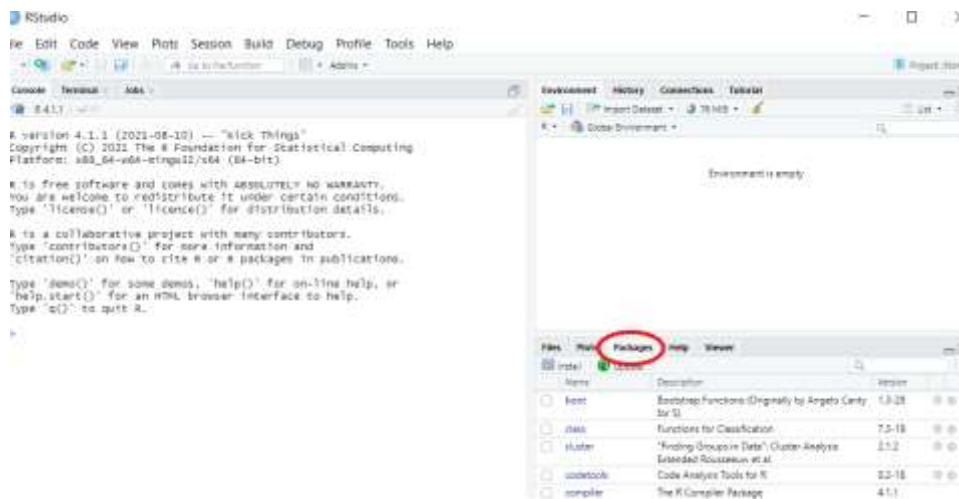 RStudio
File Edit Code View Plots Session Build Debug Profile Tools Help
Go to file/function Addins
Console Terminal Jobs
R 4.1.1
R version 4.1.1 (2021-08-10) -- "Kick Things"
Copyright (C) 2021 The R Foundation for Statistical Computing
Platform: x86_64-w64-mingw32/x64 (64-bit)
R is free software and comes with ABSOLUTELY NO WARRANTY.
You are welcome to redistribute it under certain conditions.
Type 'license()' or 'licence()' for distribution details.
R is a collaborative project with many contributors.
Type 'contributors()' for more information and
'citation()' on how to cite R or R packages in publications.
Type 'demo()' for some demos, 'help()' for on-line help, or
'help.start()' for an HTML browser interface to help.
Type 'q()' to quit R.
>
Environment History Connections Tutorial
Import Dataset 78 MiB List
R Global Environment
Environment is empty
Files Plots Packages Help Viewer
Install Update
Name Description Version
boot Bootstrap Functions (Originally by Angelo Canty for S) 1.3-28
class Functions for Classification 7.3-19
cluster "Finding Groups in Data": Cluster Analysis Extended Rousseeuw et al. 2.1.2
codetools Code Analysis Tools for R 0.2-18
compiler The R Compiler Package 4.1.1